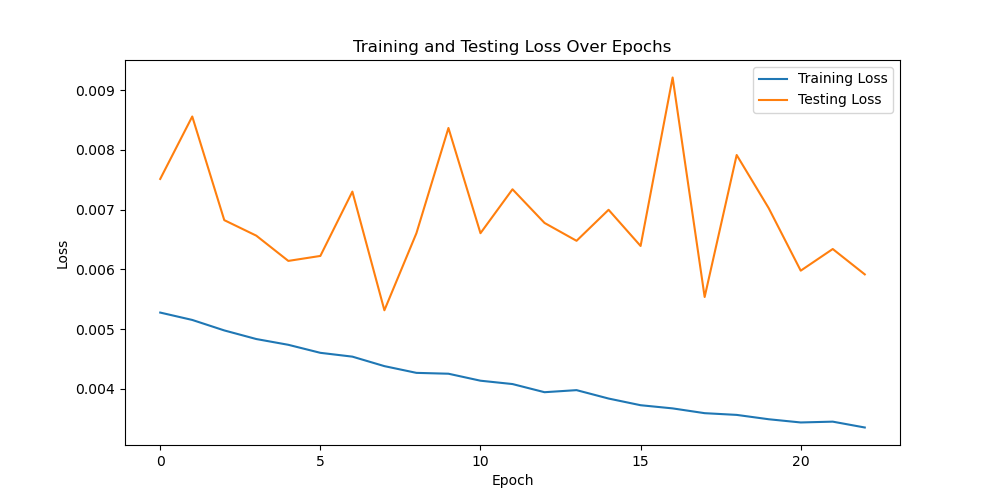 Training and Testing Loss Over Epochs
Training Loss
Testing Loss
0.009
0.008
0.007
0.006
0.005
0.004
Loss
0 5 10 15 20
Epoch